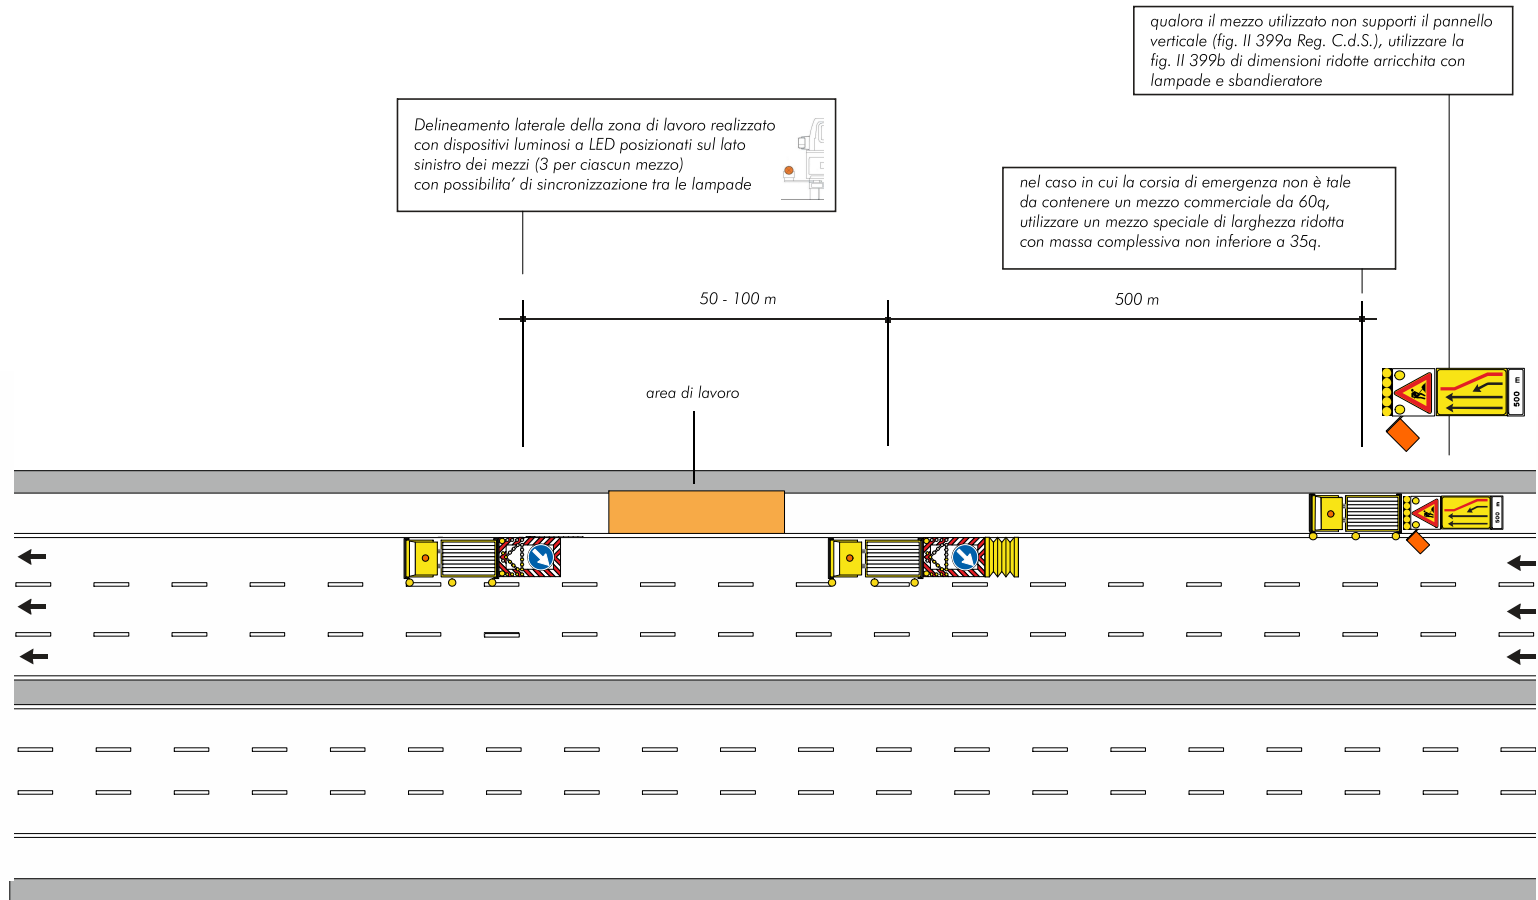 qualora il mezzo utilizzato non supporti il pannello
verticale (fig. II 399a Reg. C.d.S.), utilizzare la
fig. II 399b di dimensioni ridotte arricchita con
lampade e sbandieratore
Delineamento laterale della zona di lavoro realizzato
con dispositivi luminosi a LED posizionati sul lato
sinistro dei mezzi (3 per ciascun mezzo)
con possibilita’ di sincronizzazione tra le lampade
nel caso in cui la corsia di emergenza non è tale
da contenere un mezzo commerciale da 60q,
utilizzare un mezzo speciale di larghezza ridotta
con massa complessiva non inferiore a 35q.
50 - 100 m
500 m
area di lavoro
500 m
500 m